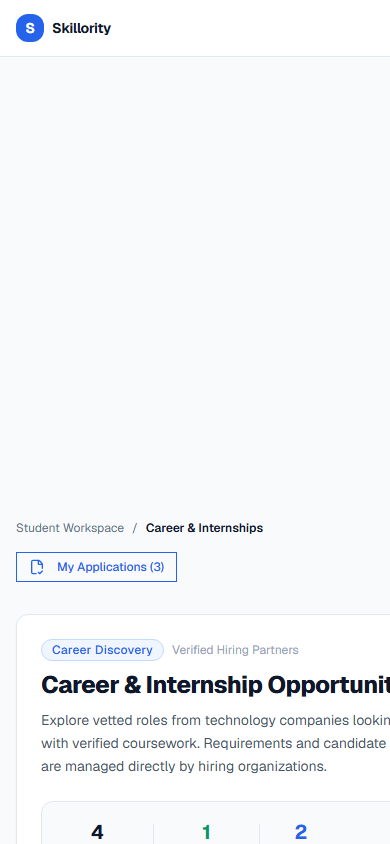 S Skillority
Student Workspace / Career & Internships
My Applications (3)
Career Discovery Verified Hiring Partners
Career & Internship Opportunit
Explore vetted roles from technology companies lookin
with verified coursework. Requirements and candidate
are managed directly by hiring organizations.
4 1 2